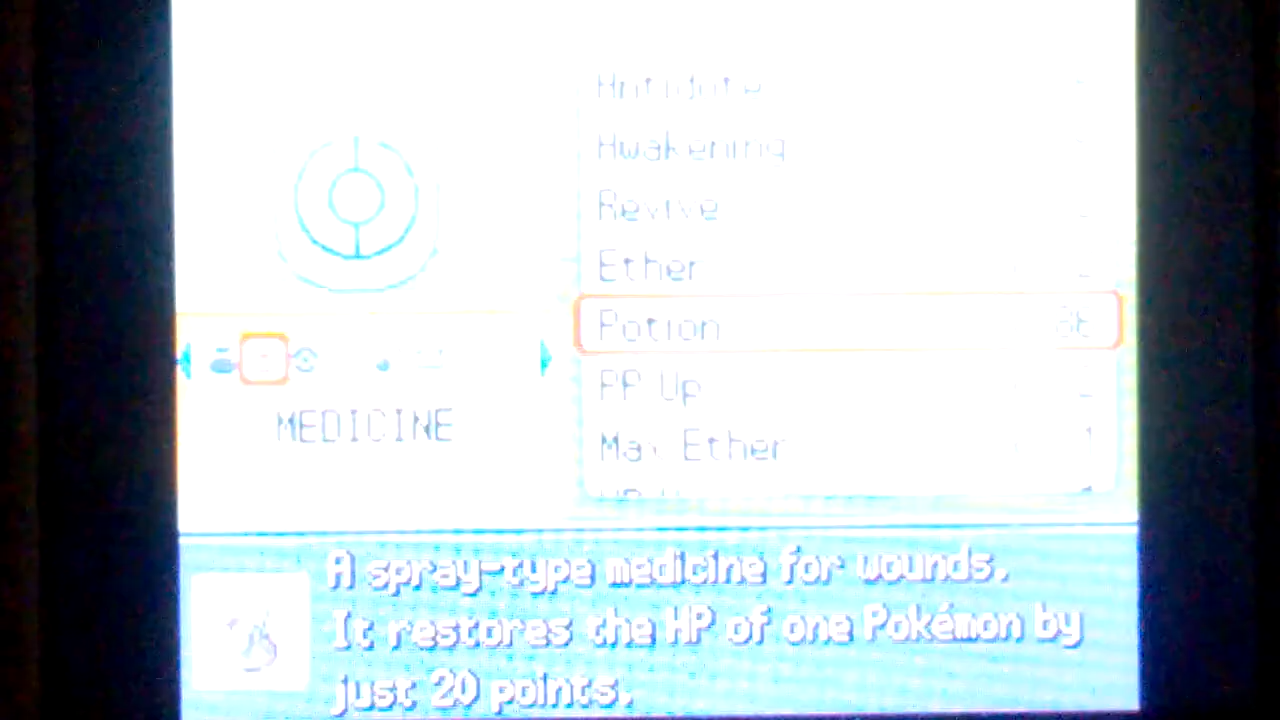 Antidote
Awakening
Revive
Ether
Potion
PP Up
Max Ether
MEDICINE
A spray-type medicine for wounds.
It restores the HP of one Pokémon by
just 20 points.